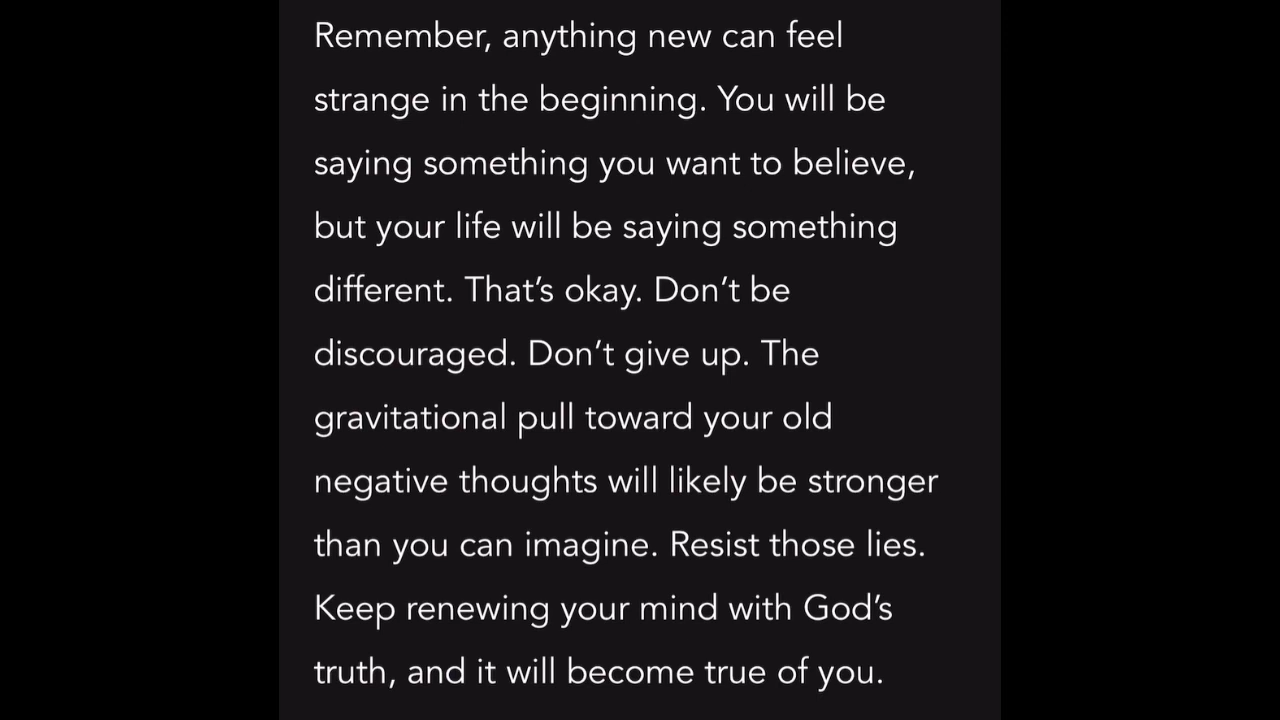 Remember, anything new can feel
strange in the beginning. You will be
saying something you want to believe,
but your life will be saying something
different. That’s okay. Don’t be
discouraged. Don’t give up. The
gravitational pull toward your old
negative thoughts will likely be stronger
than you can imagine. Resist those lies.
Keep renewing your mind with God’s
truth, and it will become true of you.